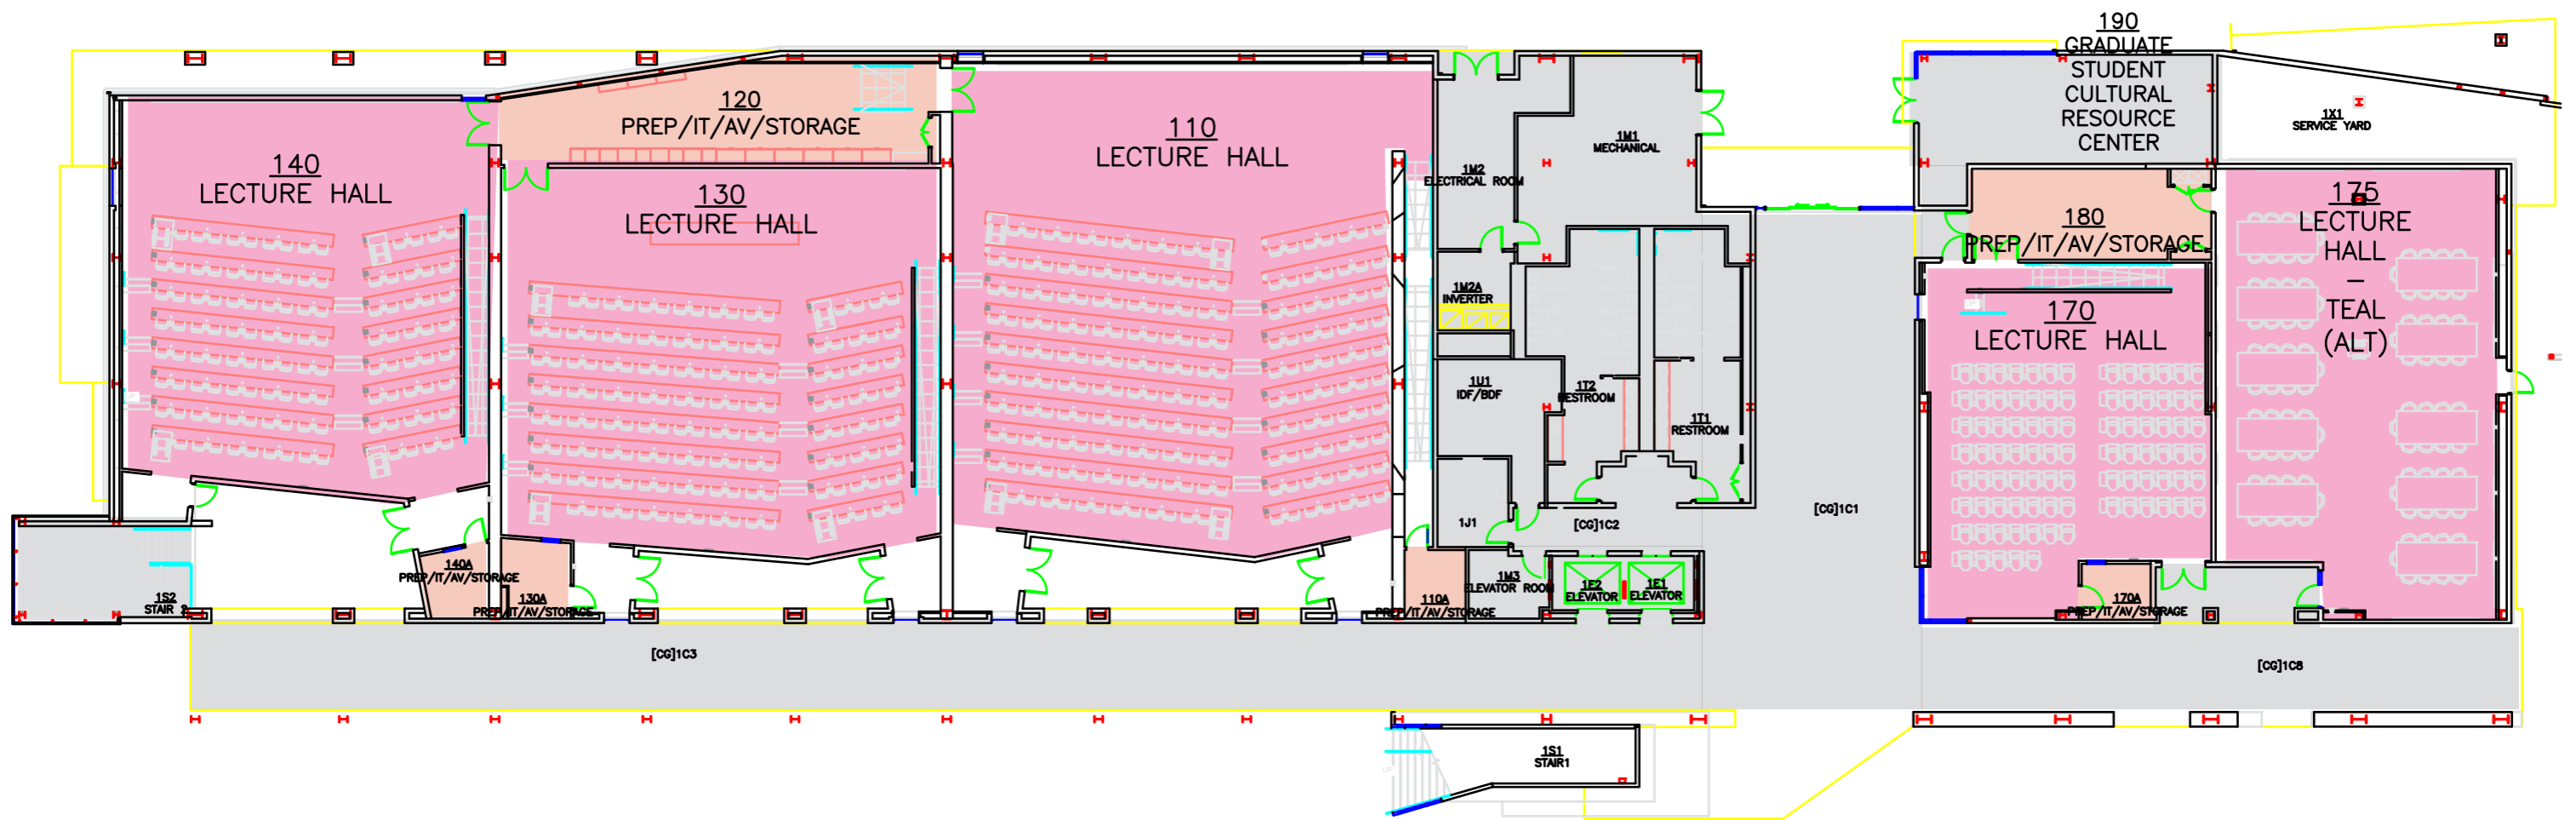 140
LECTURE HALL
120
PREP/IT/AV/STORAGE
130
LECTURE HALL
110
LECTURE HALL
1M2
ELECTRICAL ROOM
1M1
MECHANICAL
1M2A
INVERTER
1U1
IDF/BDF
1T2
RESTROOM
1T1
RESTROOM
1J1
[CG]1C2
[CG]1C1
190
GRADUATE
STUDENT
CULTURAL
RESOURCE
CENTER
1X1
SERVICE YARD
180
PREP/IT/AV/STORAGE
175
LECTURE
HALL
-
TEAL
(ALT)
170
LECTURE HALL
1S2
STAIR 2
140A
PREP/IT/AV/STORAGE
130A
PREP/IT/AV/STORAGE
110A
PREP/IT/AV/STORAGE
1M3
ELEVATOR ROOM
1E2
ELEVATOR
1E1
ELEVATOR
170A
PREP/IT/AV/STORAGE
[CG]1C3
[CG]1C8
1S1
STAIR1
UP